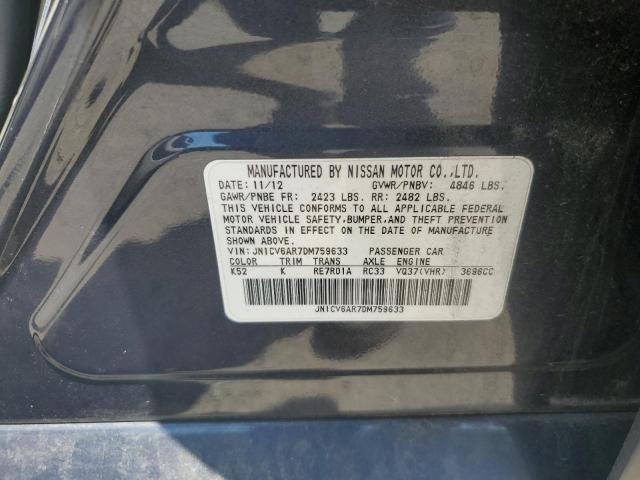 MANUFACTURED BY NISSAN MOTOR CO.,LTD.
DATE: 11/12 GVWR/PNBV: 4846 LBS.
GAWR/PNBE FR: 2423 LBS. RR: 2482 LBS.
THIS VEHICLE CONFORMS TO ALL APPLICABLE FEDERAL
MOTOR VEHICLE SAFETY, BUMPER, AND THEFT PREVENTION
STANDARDS IN EFFECT ON THE DATE OF MANUFACTURE
SHOWN ABOVE.
VIN: JN1CV6AR7DM759633 PASSENGER CAR
COLOR TRIM TRANS AXLE ENGINE
K52 K RE7R01A RC33 VQ37(VHR) 3696CC
JN1CV6AR7DM759633